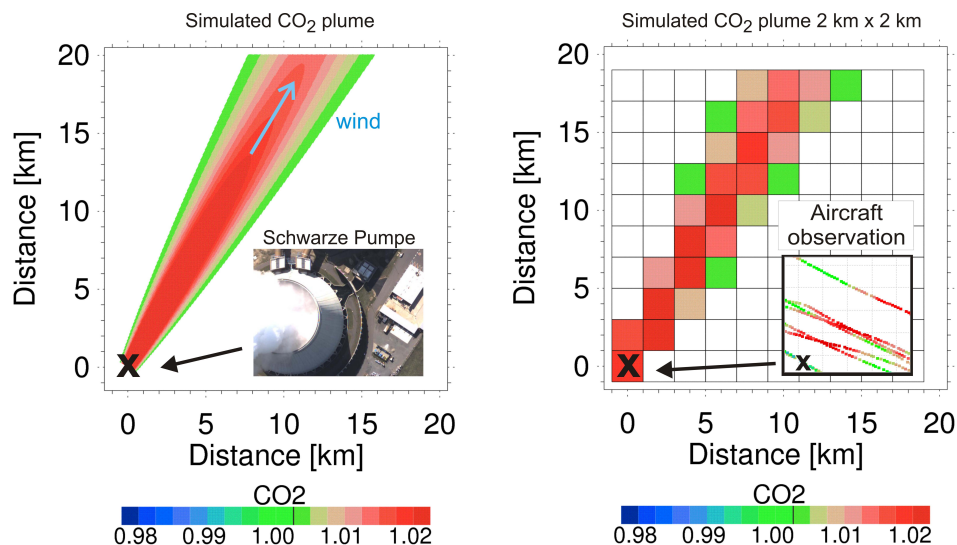 Simulated CO2 plume
20
15
10
5
0
Distance [km]
wind
Schwarze Pumpe
X
0 5 10 15 20
Distance [km]
CO2
0.98 0.99 1.00 1.01 1.02
Simulated CO2 plume 2 km x 2 km
20
15
10
5
0
Distance [km]
Aircraft
observation
X
X
0 5 10 15 20
Distance [km]
CO2
0.98 0.99 1.00 1.01 1.02